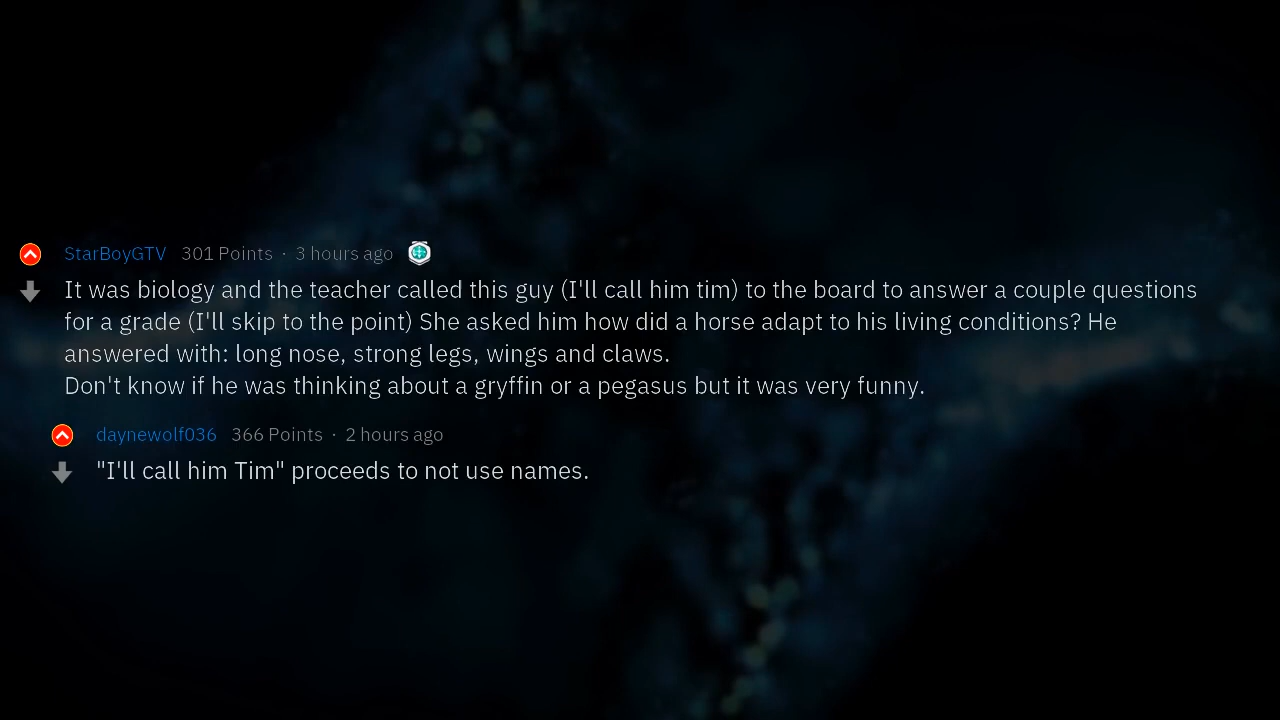 StarBoyGTV 301 Points · 3 hours ago
It was biology and the teacher called this guy (I'll call him tim) to the board to answer a couple questions
for a grade (I'll skip to the point) She asked him how did a horse adapt to his living conditions? He
answered with: long nose, strong legs, wings and claws.
Don't know if he was thinking about a gryffin or a pegasus but it was very funny.
daynewolf036 366 Points · 2 hours ago
"I'll call him Tim" proceeds to not use names.